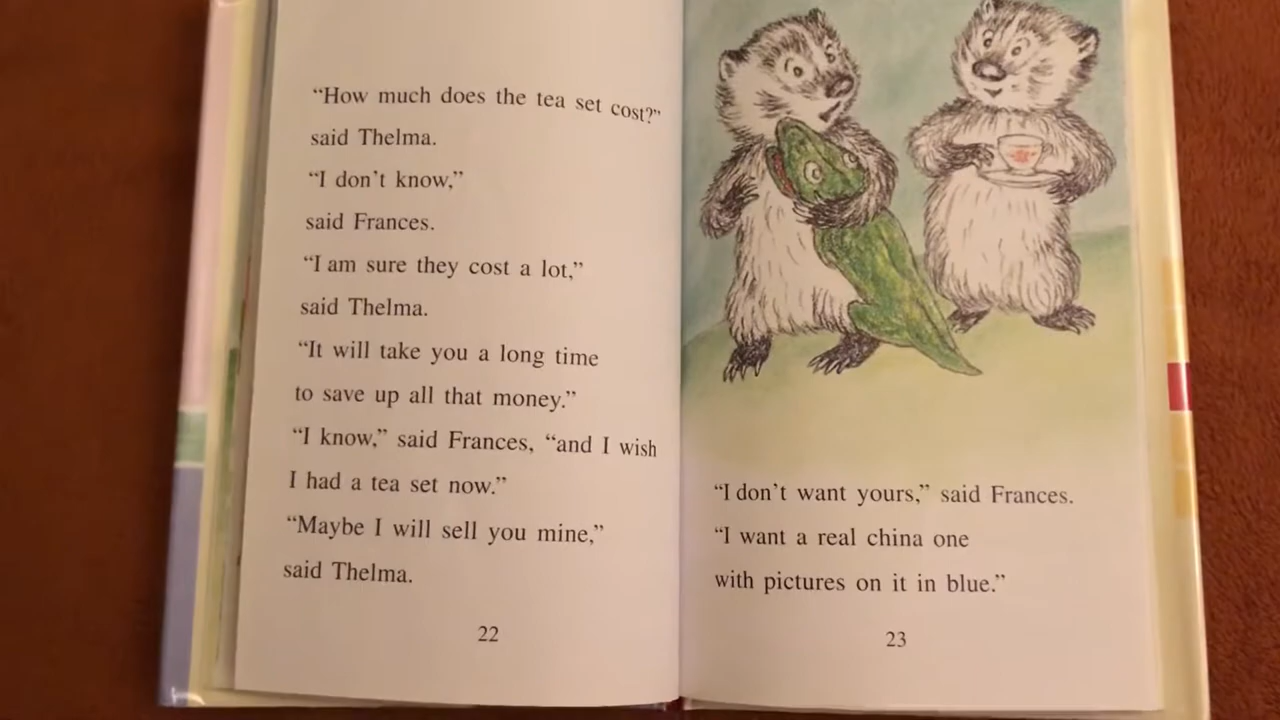 “How much does the tea set cost?”
said Thelma.
“I don’t know,”
said Frances.
“I am sure they cost a lot,”
said Thelma.
“It will take you a long time
to save up all that money.”
“I know,” said Frances, “and I wish
I had a tea set now.”
“Maybe I will sell you mine,”
said Thelma.
22
“I don’t want yours,” said Frances.
“I want a real china one
with pictures on it in blue.”
23